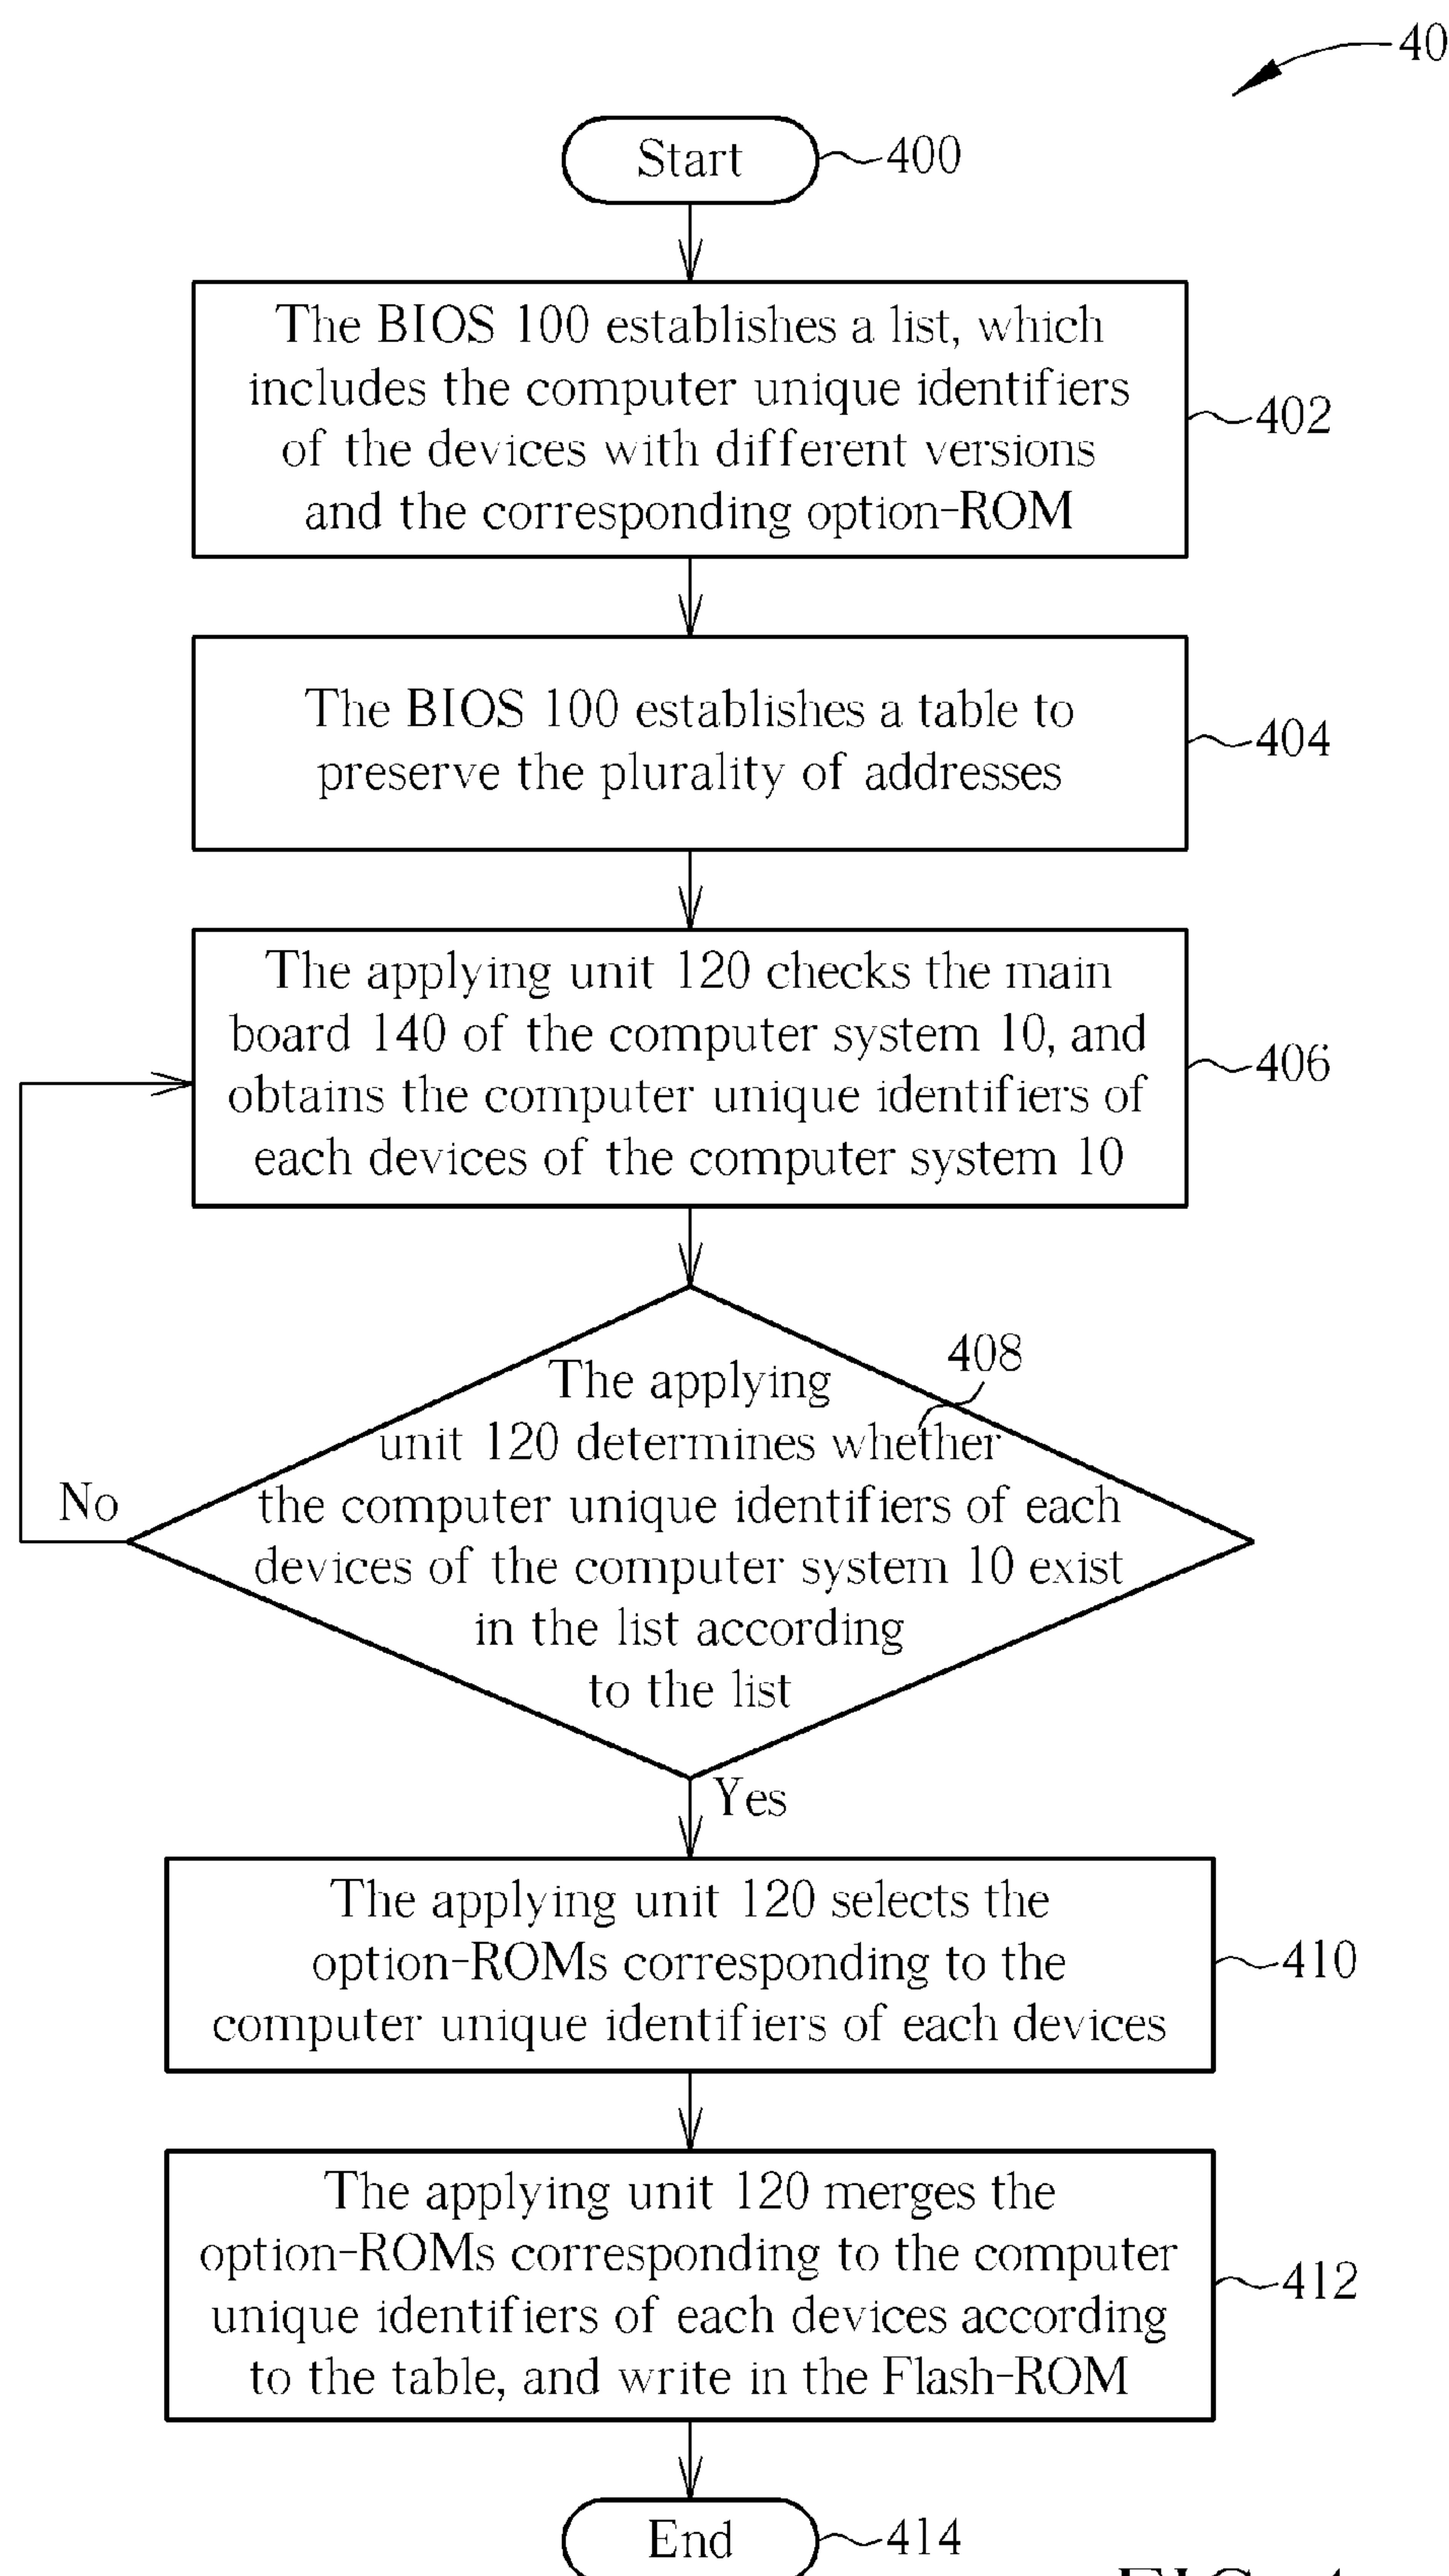 40
Start
400
The BIOS 100 establishes a list, which
includes the computer unique identifiers
of the devices with different versions
and the corresponding option-ROM
402
The BIOS 100 establishes a table to
preserve the plurality of addresses
404
The applying unit 120 checks the main
board 140 of the computer system 10, and
obtains the computer unique identifiers of
each devices of the computer system 10
406
408
The applying
unit 120 determines whether
the computer unique identifiers of each
devices of the computer system 10 exist
in the list according
to the list
No
Yes
The applying unit 120 selects the
option-ROMs corresponding to the
computer unique identifiers of each devices
410
The applying unit 120 merges the
option-ROMs corresponding to the computer
unique identifiers of each devices according
to the table, and write in the Flash-ROM
412
End
414